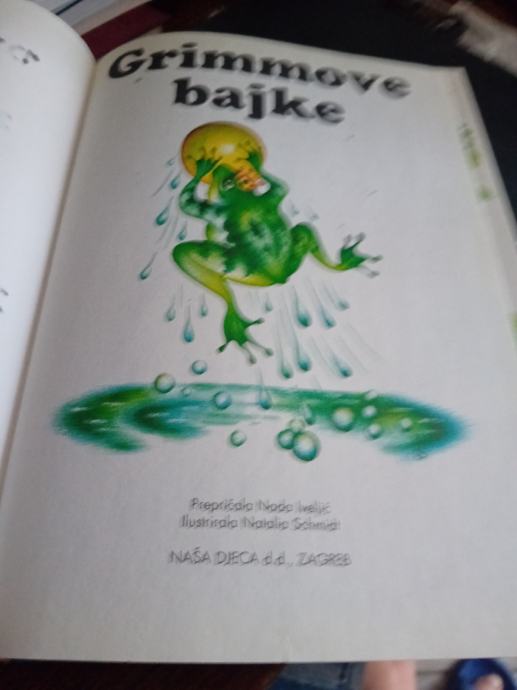 Grimmove
bajke
Prepričala Nada Iveljić
Ilustrirala Natalia Schmidt
NAŠA DJECA d.d., ZAGREB